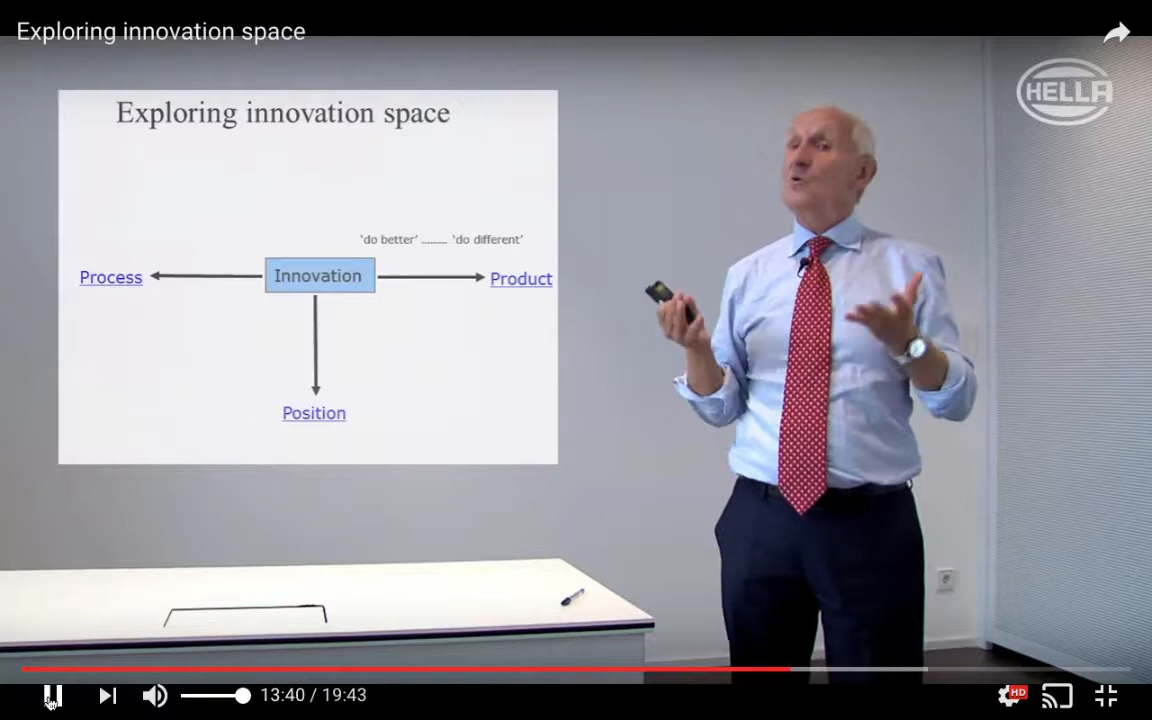 Exploring innovation space
HELLA
Exploring innovation space
'do better' ......... 'do different'
Process
Innovation
Product
Position
HD
13:40 / 19:43